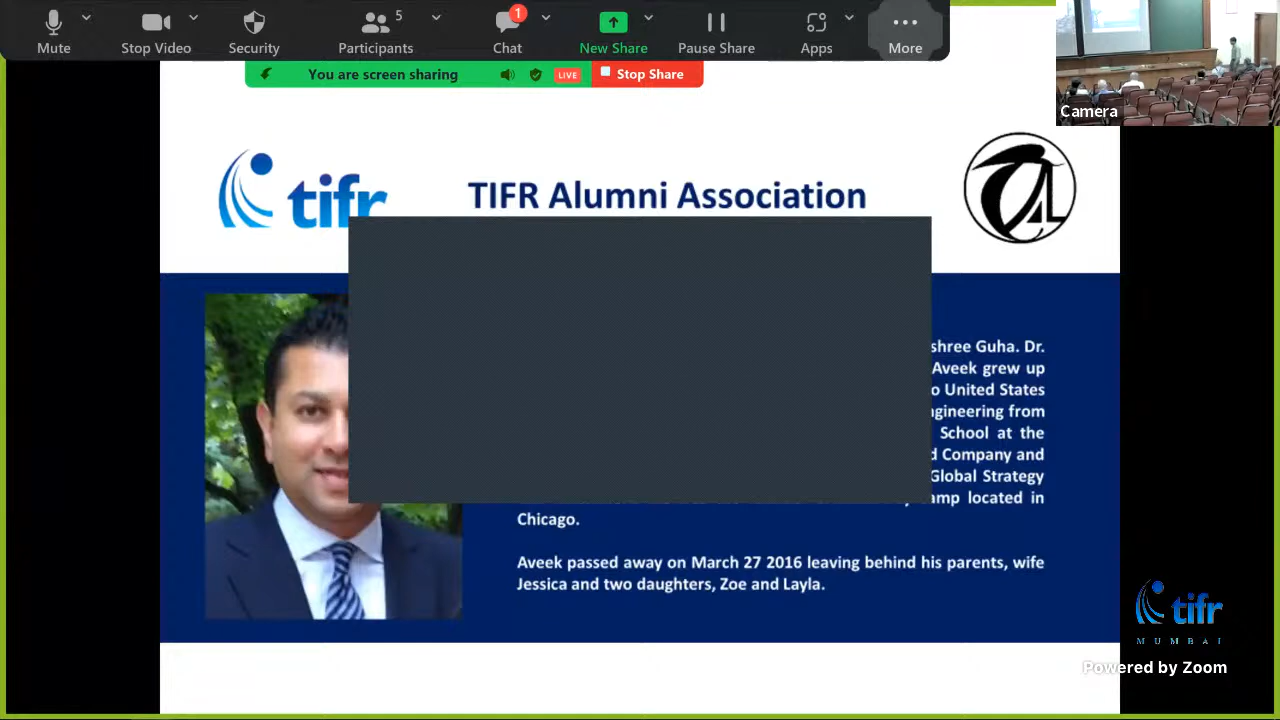 5
1
Mute
Stop Video
Security
Participants
Chat
New Share
Pause Share
Apps
More
You are screen sharing
LIVE
Stop Share
Camera
tifr
TIFR Alumni Association
shree Guha. Dr.
Aveek grew up
United States
ngineering from
School at the
d Company and
Global Strategy
amp located in
Chicago.
Aveek passed away on March 27 2016 leaving behind his parents, wife
Jessica and two daughters, Zoe and Layla.
tifr
MUMBAI
Powered by Zoom